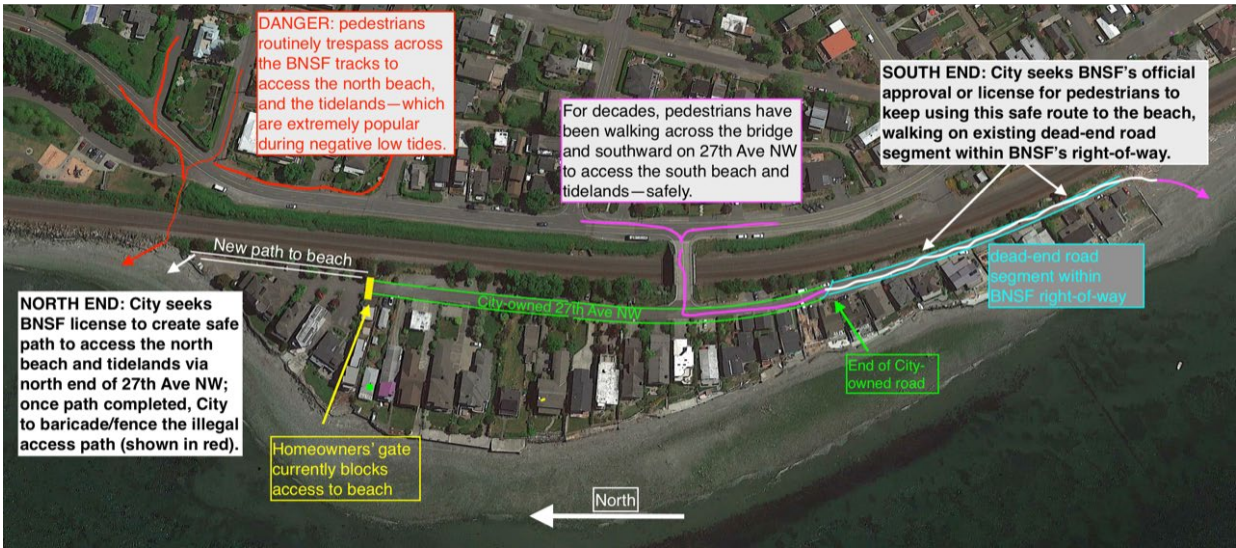 DANGER: pedestrians
routinely trespass across
the BNSF tracks to
access the north beach,
and the tidelands—which
are extremely popular
during negative low tides.
For decades, pedestrians have
been walking across the bridge
and southward on 27th Ave NW
to access the south beach and
tidelands—safely.
SOUTH END: City seeks BNSF's official
approval or license for pedestrians to
keep using this safe route to the beach,
walking on existing dead-end road
segment within BNSF's right-of-way.
New path to beach
NORTH END: City seeks
BNSF license to create safe
path to access the north
beach and tidelands via
north end of 27th Ave NW;
once path completed, City
to baricade/fence the illegal
access path (shown in red).
City-owned 27th Ave NW
dead-end road
segment within
BNSF right-of-way
End of City-
owned road
Homeowners' gate
currently blocks
access to beach
North